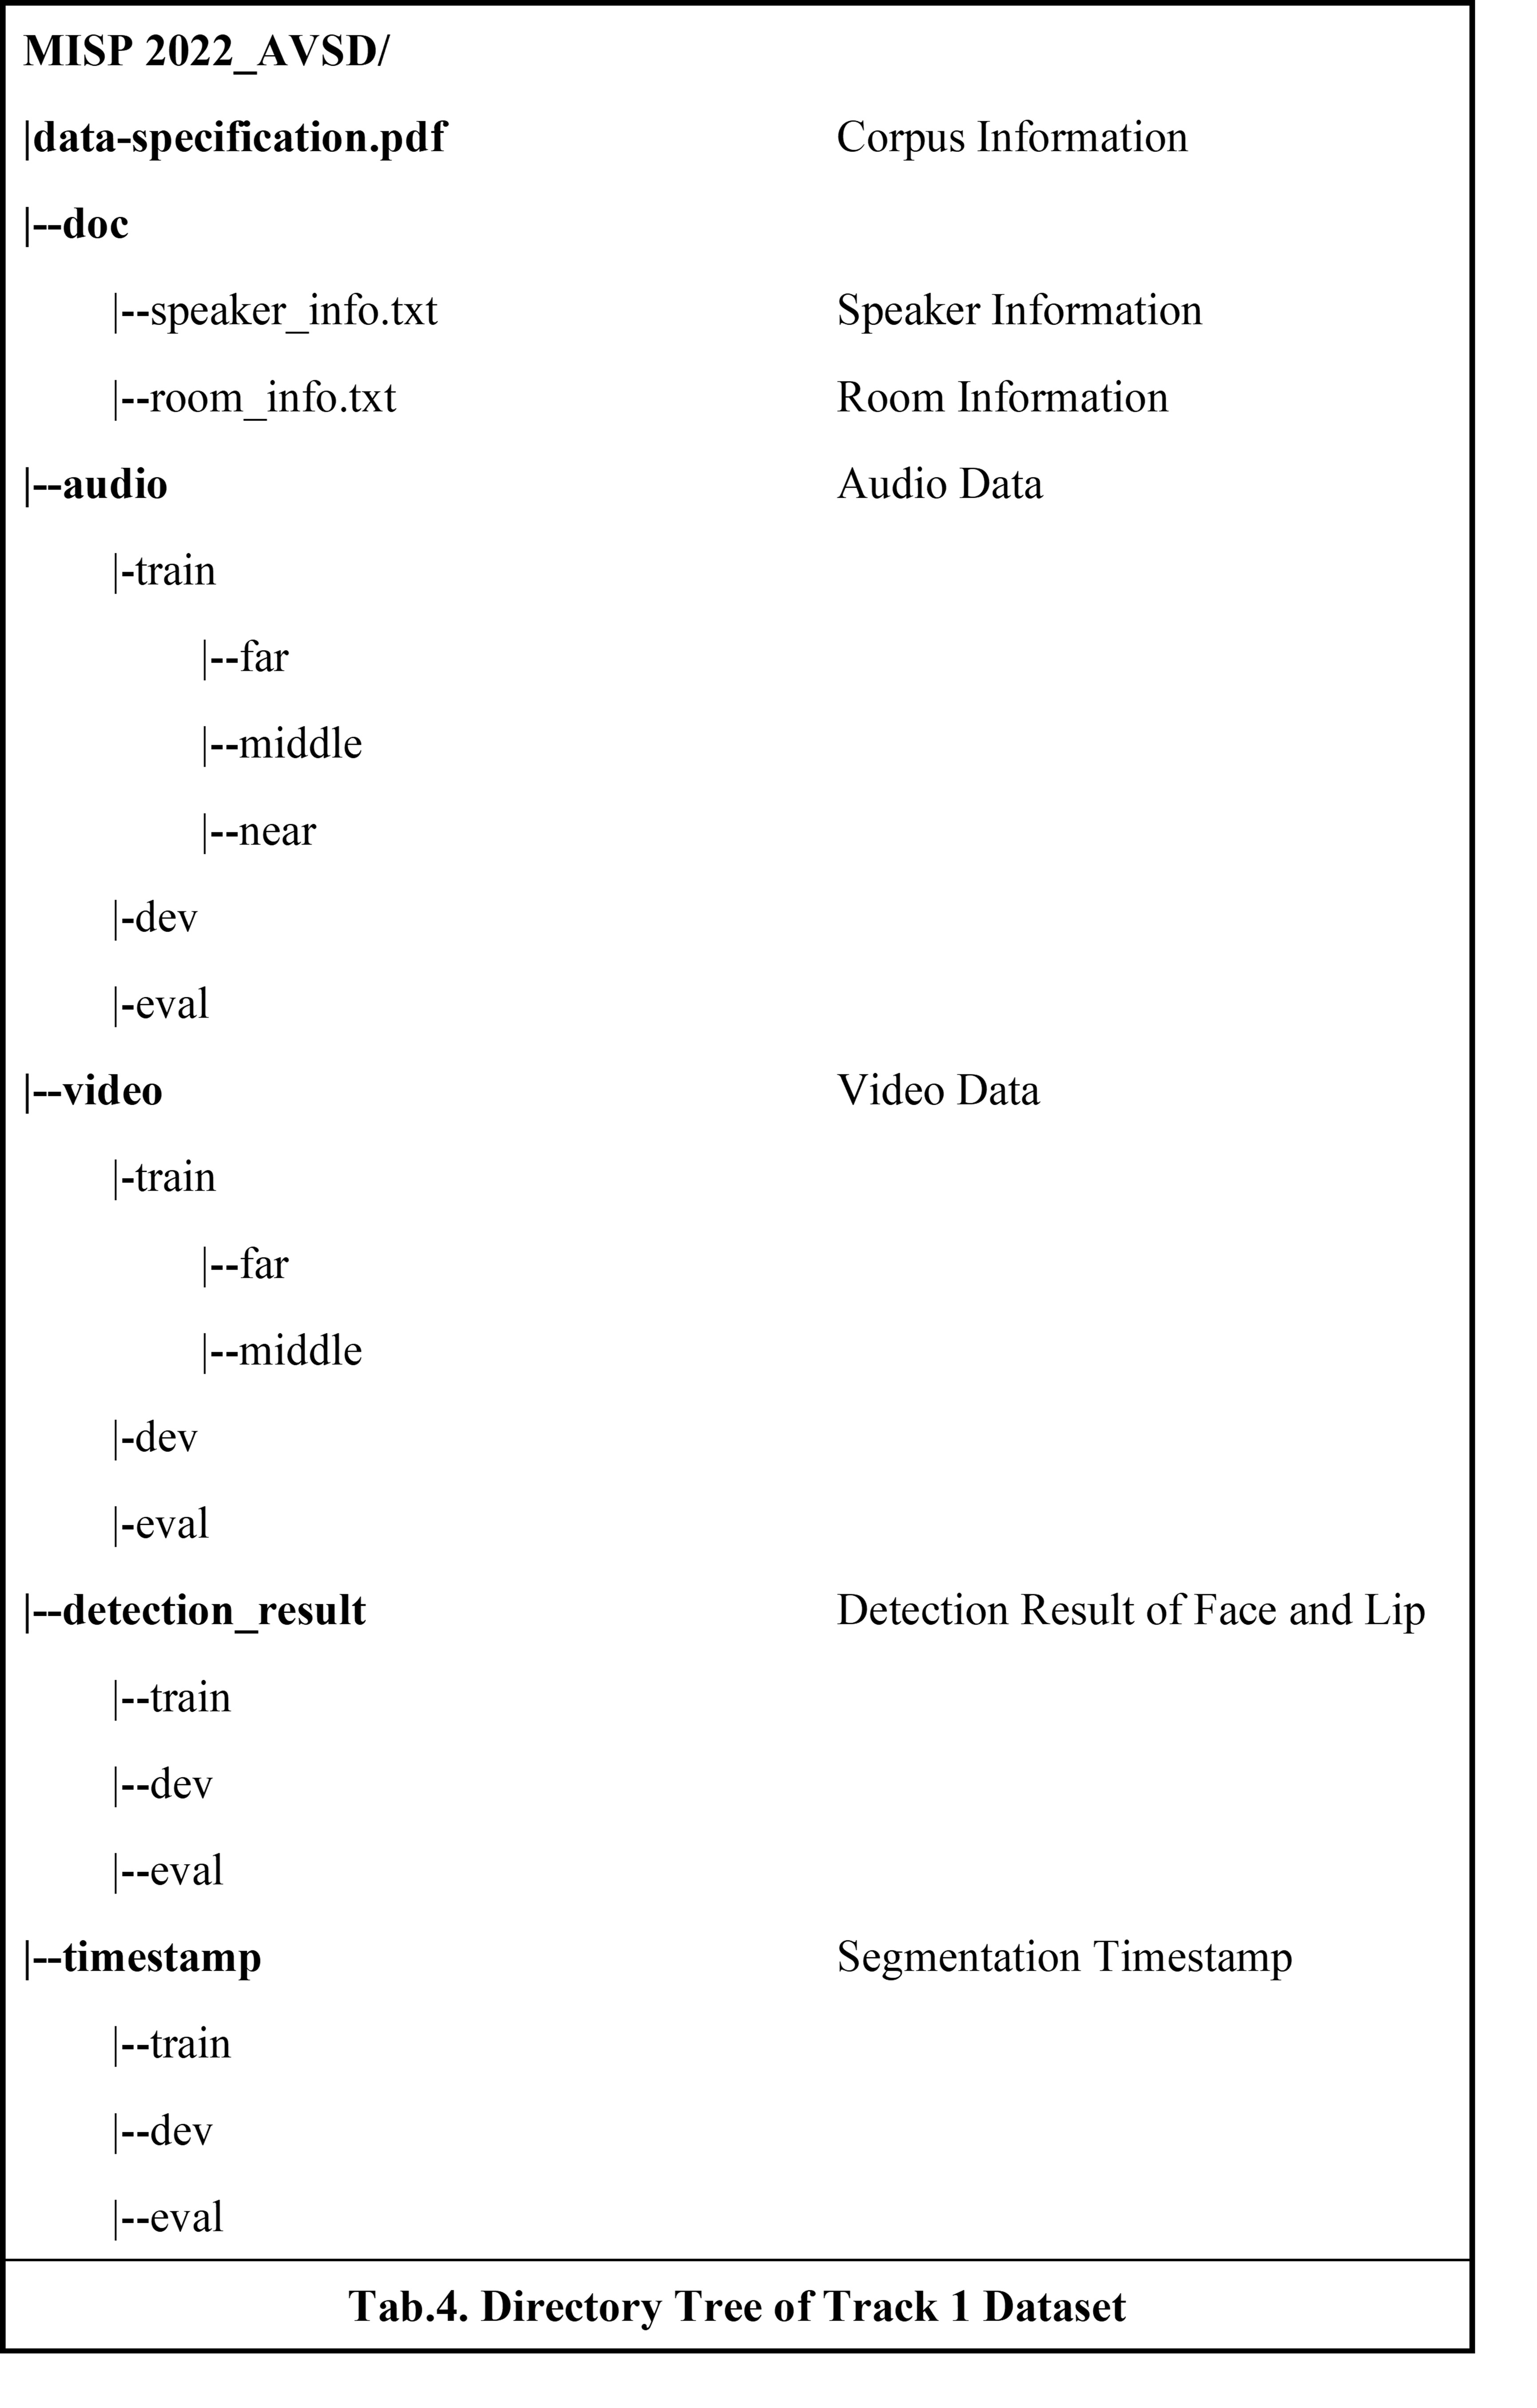 MISP 2022_AVSD/
|data-specification.pdf Corpus Information
|--doc
|--speaker_info.txt Speaker Information
|--room_info.txt Room Information
|--audio Audio Data
|-train
|--far
|--middle
|--near
|-dev
|-eval
|--video Video Data
|-train
|--far
|--middle
|-dev
|-eval
|--detection_result Detection Result of Face and Lip
|--train
|--dev
|--eval
|--timestamp Segmentation Timestamp
|--train
|--dev
|--eval
Tab.4. Directory Tree of Track 1 Dataset